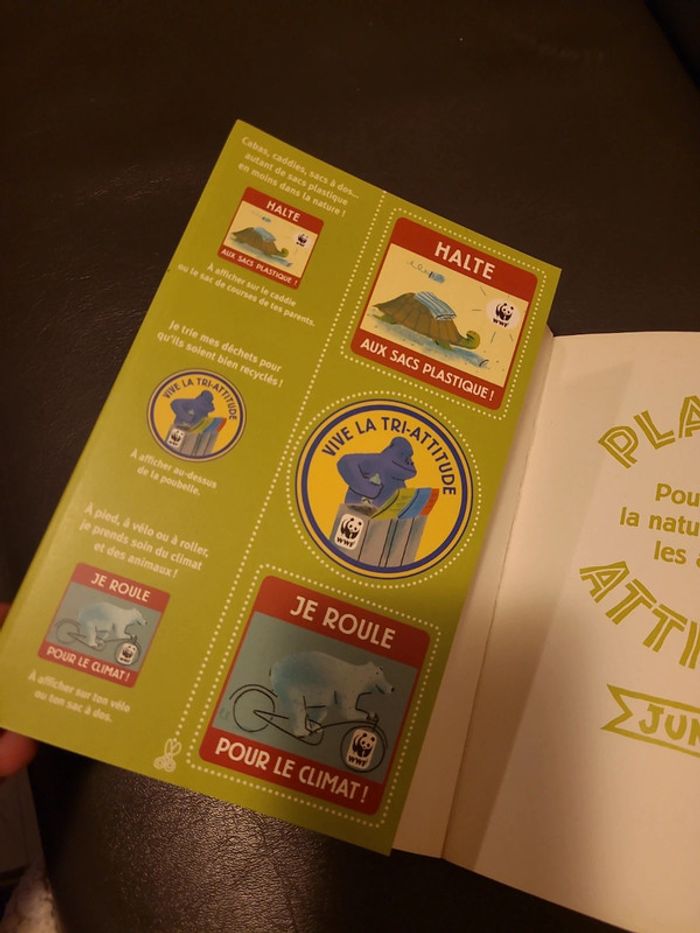 Cabas, caddies, sacs à dos...
autant de sacs plastique
en moins dans la nature !
HALTE
AUX SACS PLASTIQUE !
À afficher sur le caddie
ou le sac de courses de tes parents.
Je trie mes déchets pour
qu'ils soient bien recyclés !
VIVE LA TRI-ATTITUDE
WWF
À afficher au-dessus
de la poubelle.
À pied, à vélo ou à roller,
je prends soin du climat
et des animaux !
JE ROULE
WWF
POUR LE CLIMAT !
À afficher sur ton vélo
ou ton sac à dos.
HALTE
WWF
AUX SACS PLASTIQUE !
VIVE LA TRI-ATTITUDE
WWF
JE ROULE
WWF
POUR LE CLIMAT !
PLA
Pou
la natu
les
ATTI
JUN